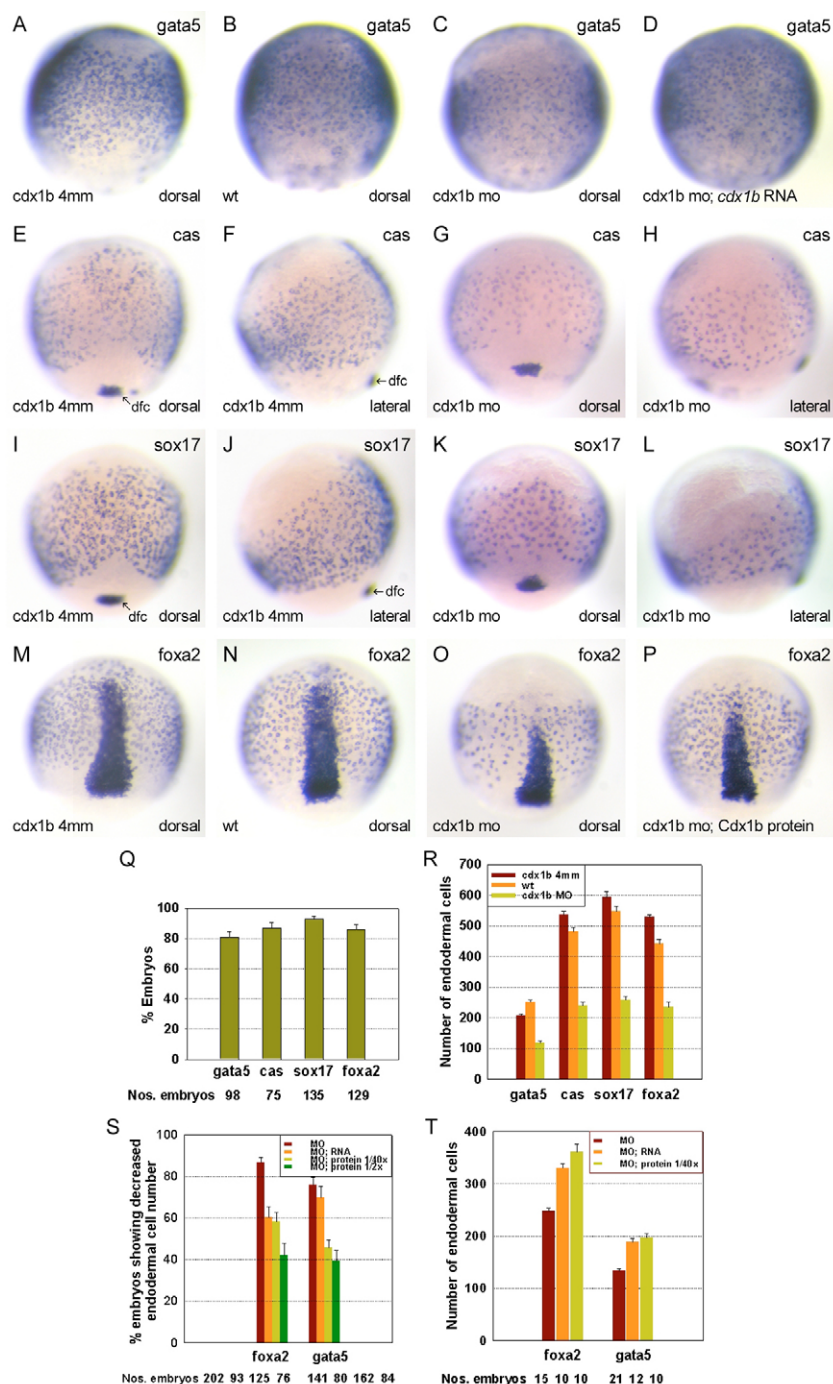 A gata5 B gata5 C gata5 D gata5
cdx1b 4mm dorsal wt dorsal cdx1b mo dorsal cdx1b mo; cdx1b RNA
E cas F cas G cas H cas
dfc
cdx1b 4mm dfc dorsal cdx1b 4mm lateral cdx1b mo dorsal cdx1b mo lateral
I sox17 J sox17 K sox17 L sox17
dfc
cdx1b 4mm dfc dorsal cdx1b 4mm lateral cdx1b mo dorsal cdx1b mo lateral
M foxa2 N foxa2 O foxa2 P foxa2
cdx1b 4mm dorsal wt dorsal cdx1b mo dorsal cdx1b mo; Cdx1b protein
Q
% Embryos
100
80
60
40
20
0
gata5 cas sox17 foxa2
Nos. embryos 98 75 135 129
R
Number of endodermal cells
700
600
500
400
300
200
100
0
cdx1b 4mm
wt
cdx1b MO
gata5 cas sox17 foxa2
S
% embryos showing decreased
endodermal cell number
100
80
60
40
20
0
MO
MO; RNA
MO; protein 1/40x
MO; protein 1/2x
foxa2 gata5
Nos. embryos 202 93 125 76 141 80 162 84
T
Number of endodermal cells
400
300
200
100
0
MO
MO; RNA
MO; protein 1/40x
foxa2 gata5
Nos. embryos 15 10 10 21 12 10